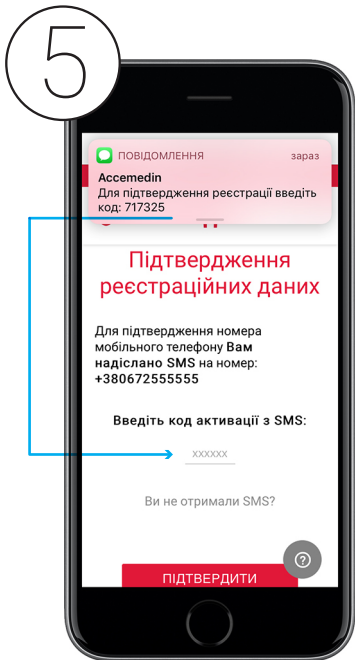 5
ПОВІДОМЛЕННЯ зараз
Accemedin
Для підтвердження реєстрації введіть
код: 717325
Підтвердження
реєстраційних даних
Для підтвердження номера
мобільного телефону Вам
надіслано SMS на номер:
+380672555555
Введіть код активації з SMS:
xxxxxx
Ви не отримали SMS?
?
ПІДТВЕРДИТИ